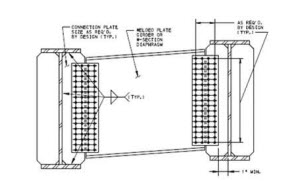 CONNECTION PLATE
SIZE AS REQ'D.
BY DESIGN (TYP.)
WELDED PLATE
GIRDER OR
W-SECTION
DIAPHRAGM
AS REQ'D.
BY DESIGN
(TYP.)
(TYP.)
1" MIN.